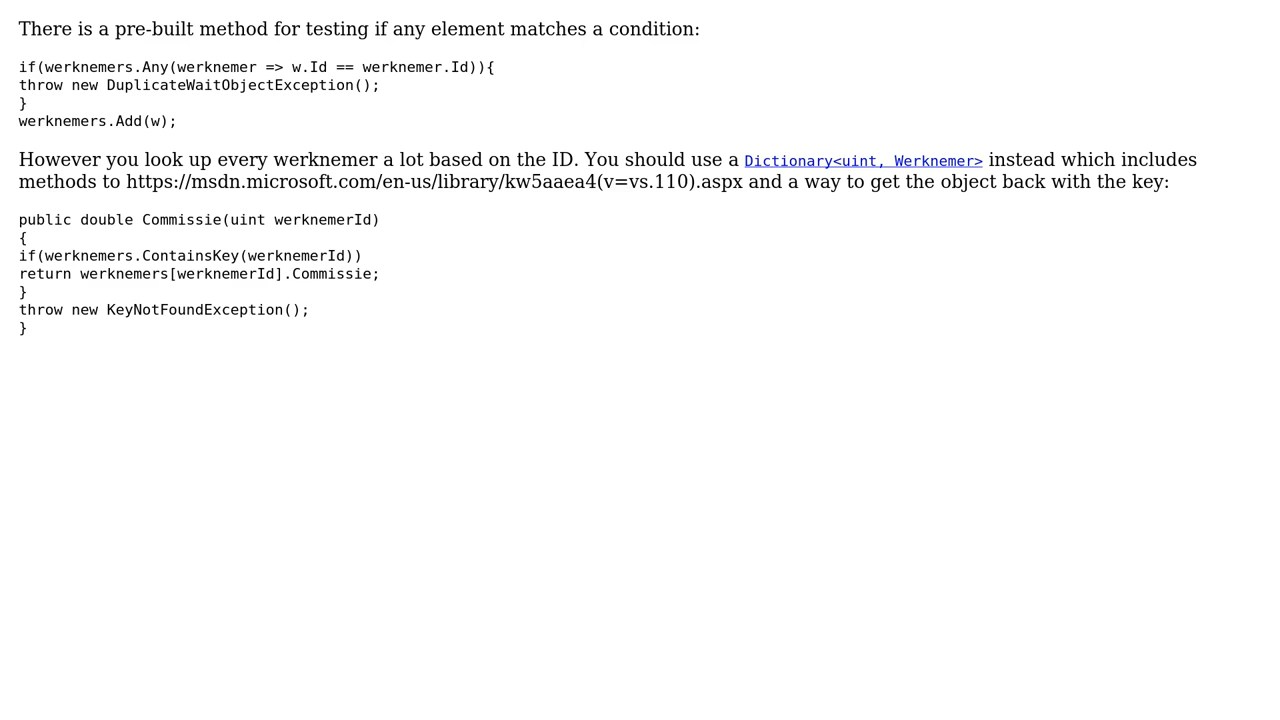 There is a pre-built method for testing if any element matches a condition:
if(werknemers.Any(werknemer => w.Id == werknemer.Id)){
throw new DuplicateWaitObjectException();
}
werknemers.Add(w);
However you look up every werknemer a lot based on the ID. You should use a Dictionary<uint, Werknemer> instead which includes
methods to https://msdn.microsoft.com/en-us/library/kw5aaea4(v=vs.110).aspx and a way to get the object back with the key:
public double Commissie(uint werknemerId)
{
if(werknemers.ContainsKey(werknemerId))
return werknemers[werknemerId].Commissie;
}
throw new KeyNotFoundException();
}